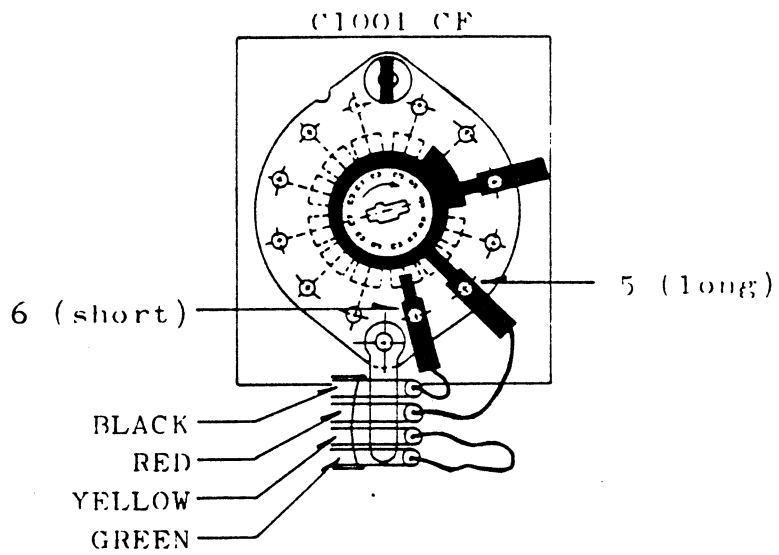 C1001 CF
5 (long)
6 (short)
BLACK
RED
YELLOW
GREEN